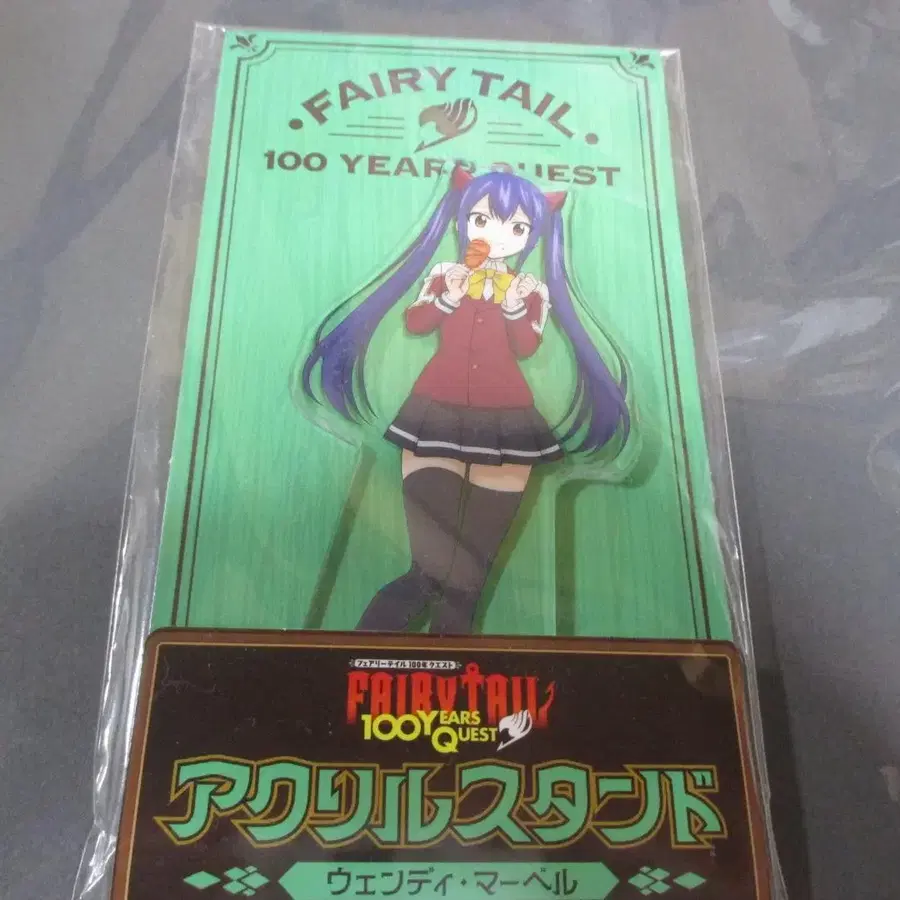 •FAIRY TAIL•
100 YEARS QUEST
フェアリーテイル 100年クエスト
FAIRY TAIL
100 YEARS
QUEST
アクリルスタンド
ウェンディ・マーベル